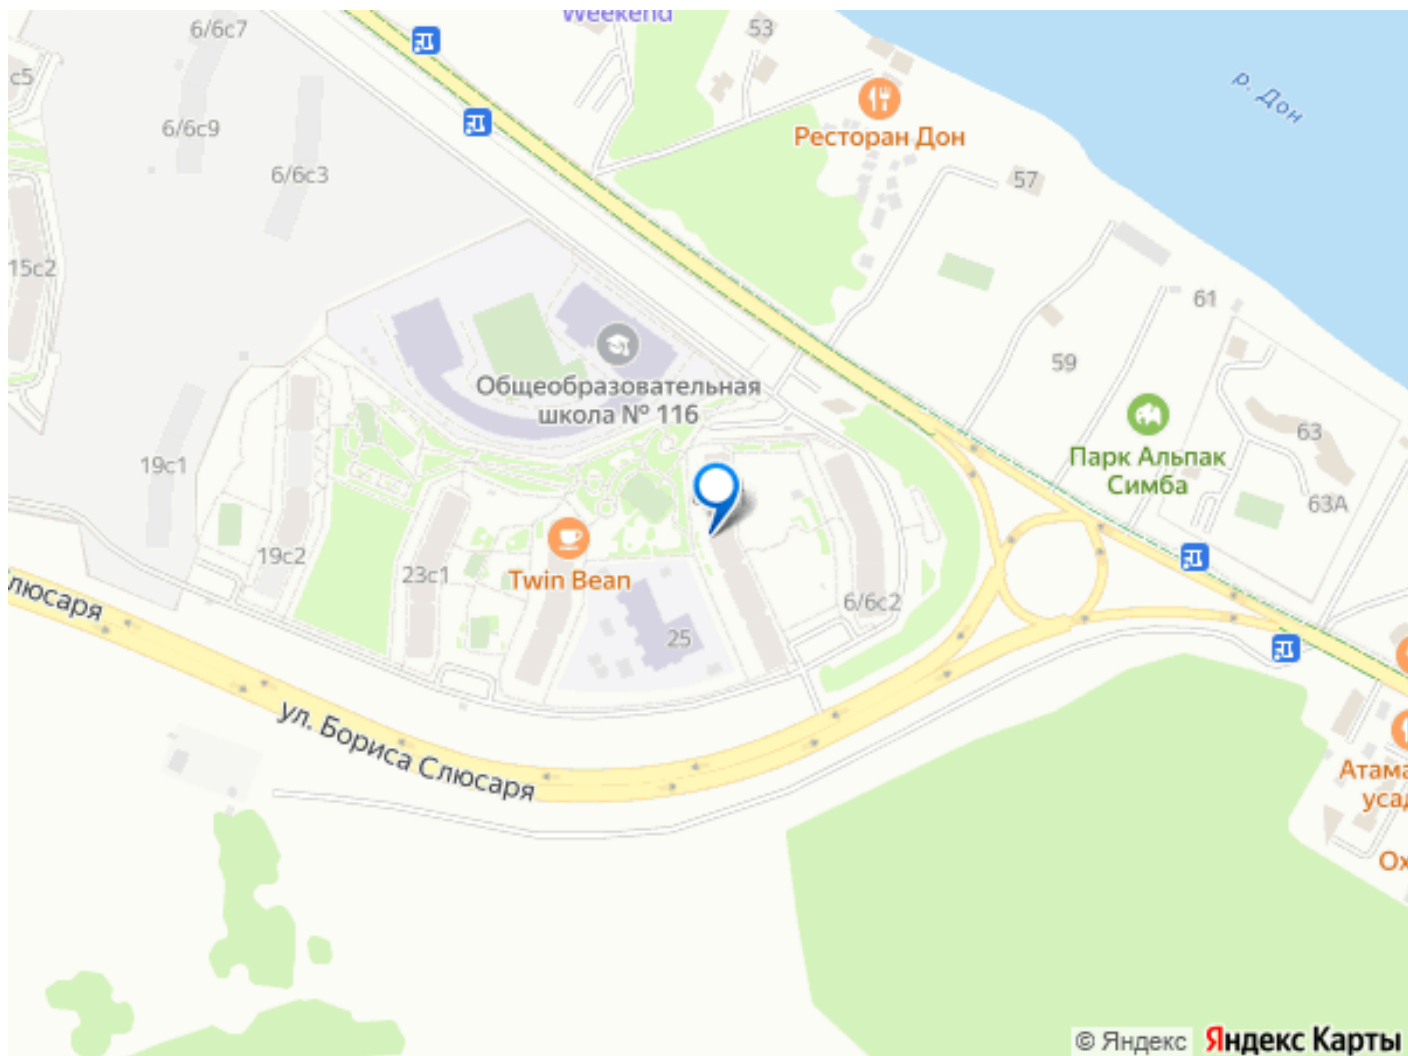 Weekend
6/6с7
53
с5
р. Дон
6/6с9
Ресторан Дон
6/6с3
57
15с2
61
59
Общеобразовательная
школа № 116
63
Парк Альпак
Симба
63А
19с1
19с2
23с1
Twin Bean
6/6с2
25
люсаря
ул. Бориса Слюсаря
Атама
усад
Ох
© Яндекс Яндекс Карты